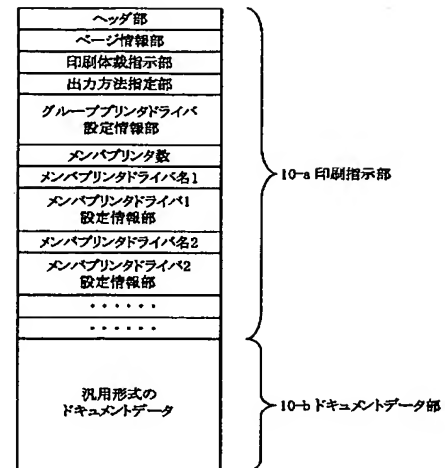 ヘッダ部
ページ情報部
印刷体裁指示部
出力方法指定部
グループプリンタドライバ
設定情報部
メンバプリンタ数
メンバプリンタドライバ名1
メンバプリンタドライバ1
設定情報部
メンバプリンタドライバ名2
メンバプリンタドライバ2
設定情報部
・・・・・・
・・・・・・
10-a 印刷指示部
汎用形式の
ドキュメントデータ
10-b ドキュメントデータ部